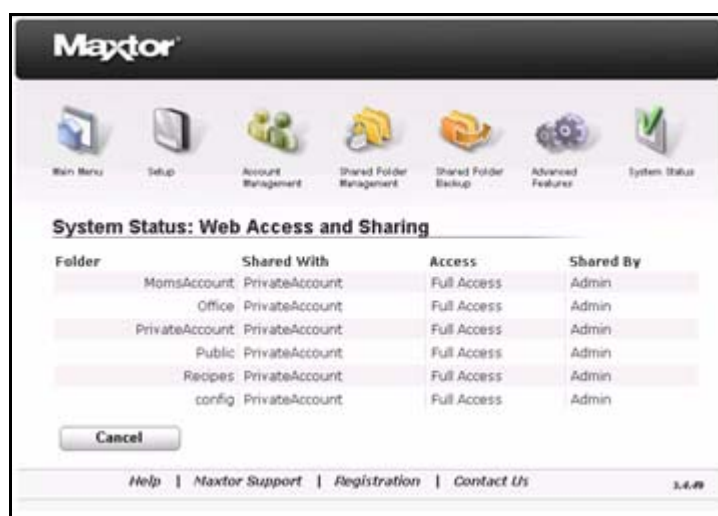 Maxtor
Main Menu
Setup
Account Management
Shared Folder Management
Shared Folder Backup
Advanced Features
System Status
System Status: Web Access and Sharing
Folder Shared With Access Shared By
MomsAccount PrivateAccount Full Access Admin
Office PrivateAccount Full Access Admin
PrivateAccount PrivateAccount Full Access Admin
Public PrivateAccount Full Access Admin
Recipes PrivateAccount Full Access Admin
config PrivateAccount Full Access Admin
Cancel
Help | Maxtor Support | Registration | Contact Us